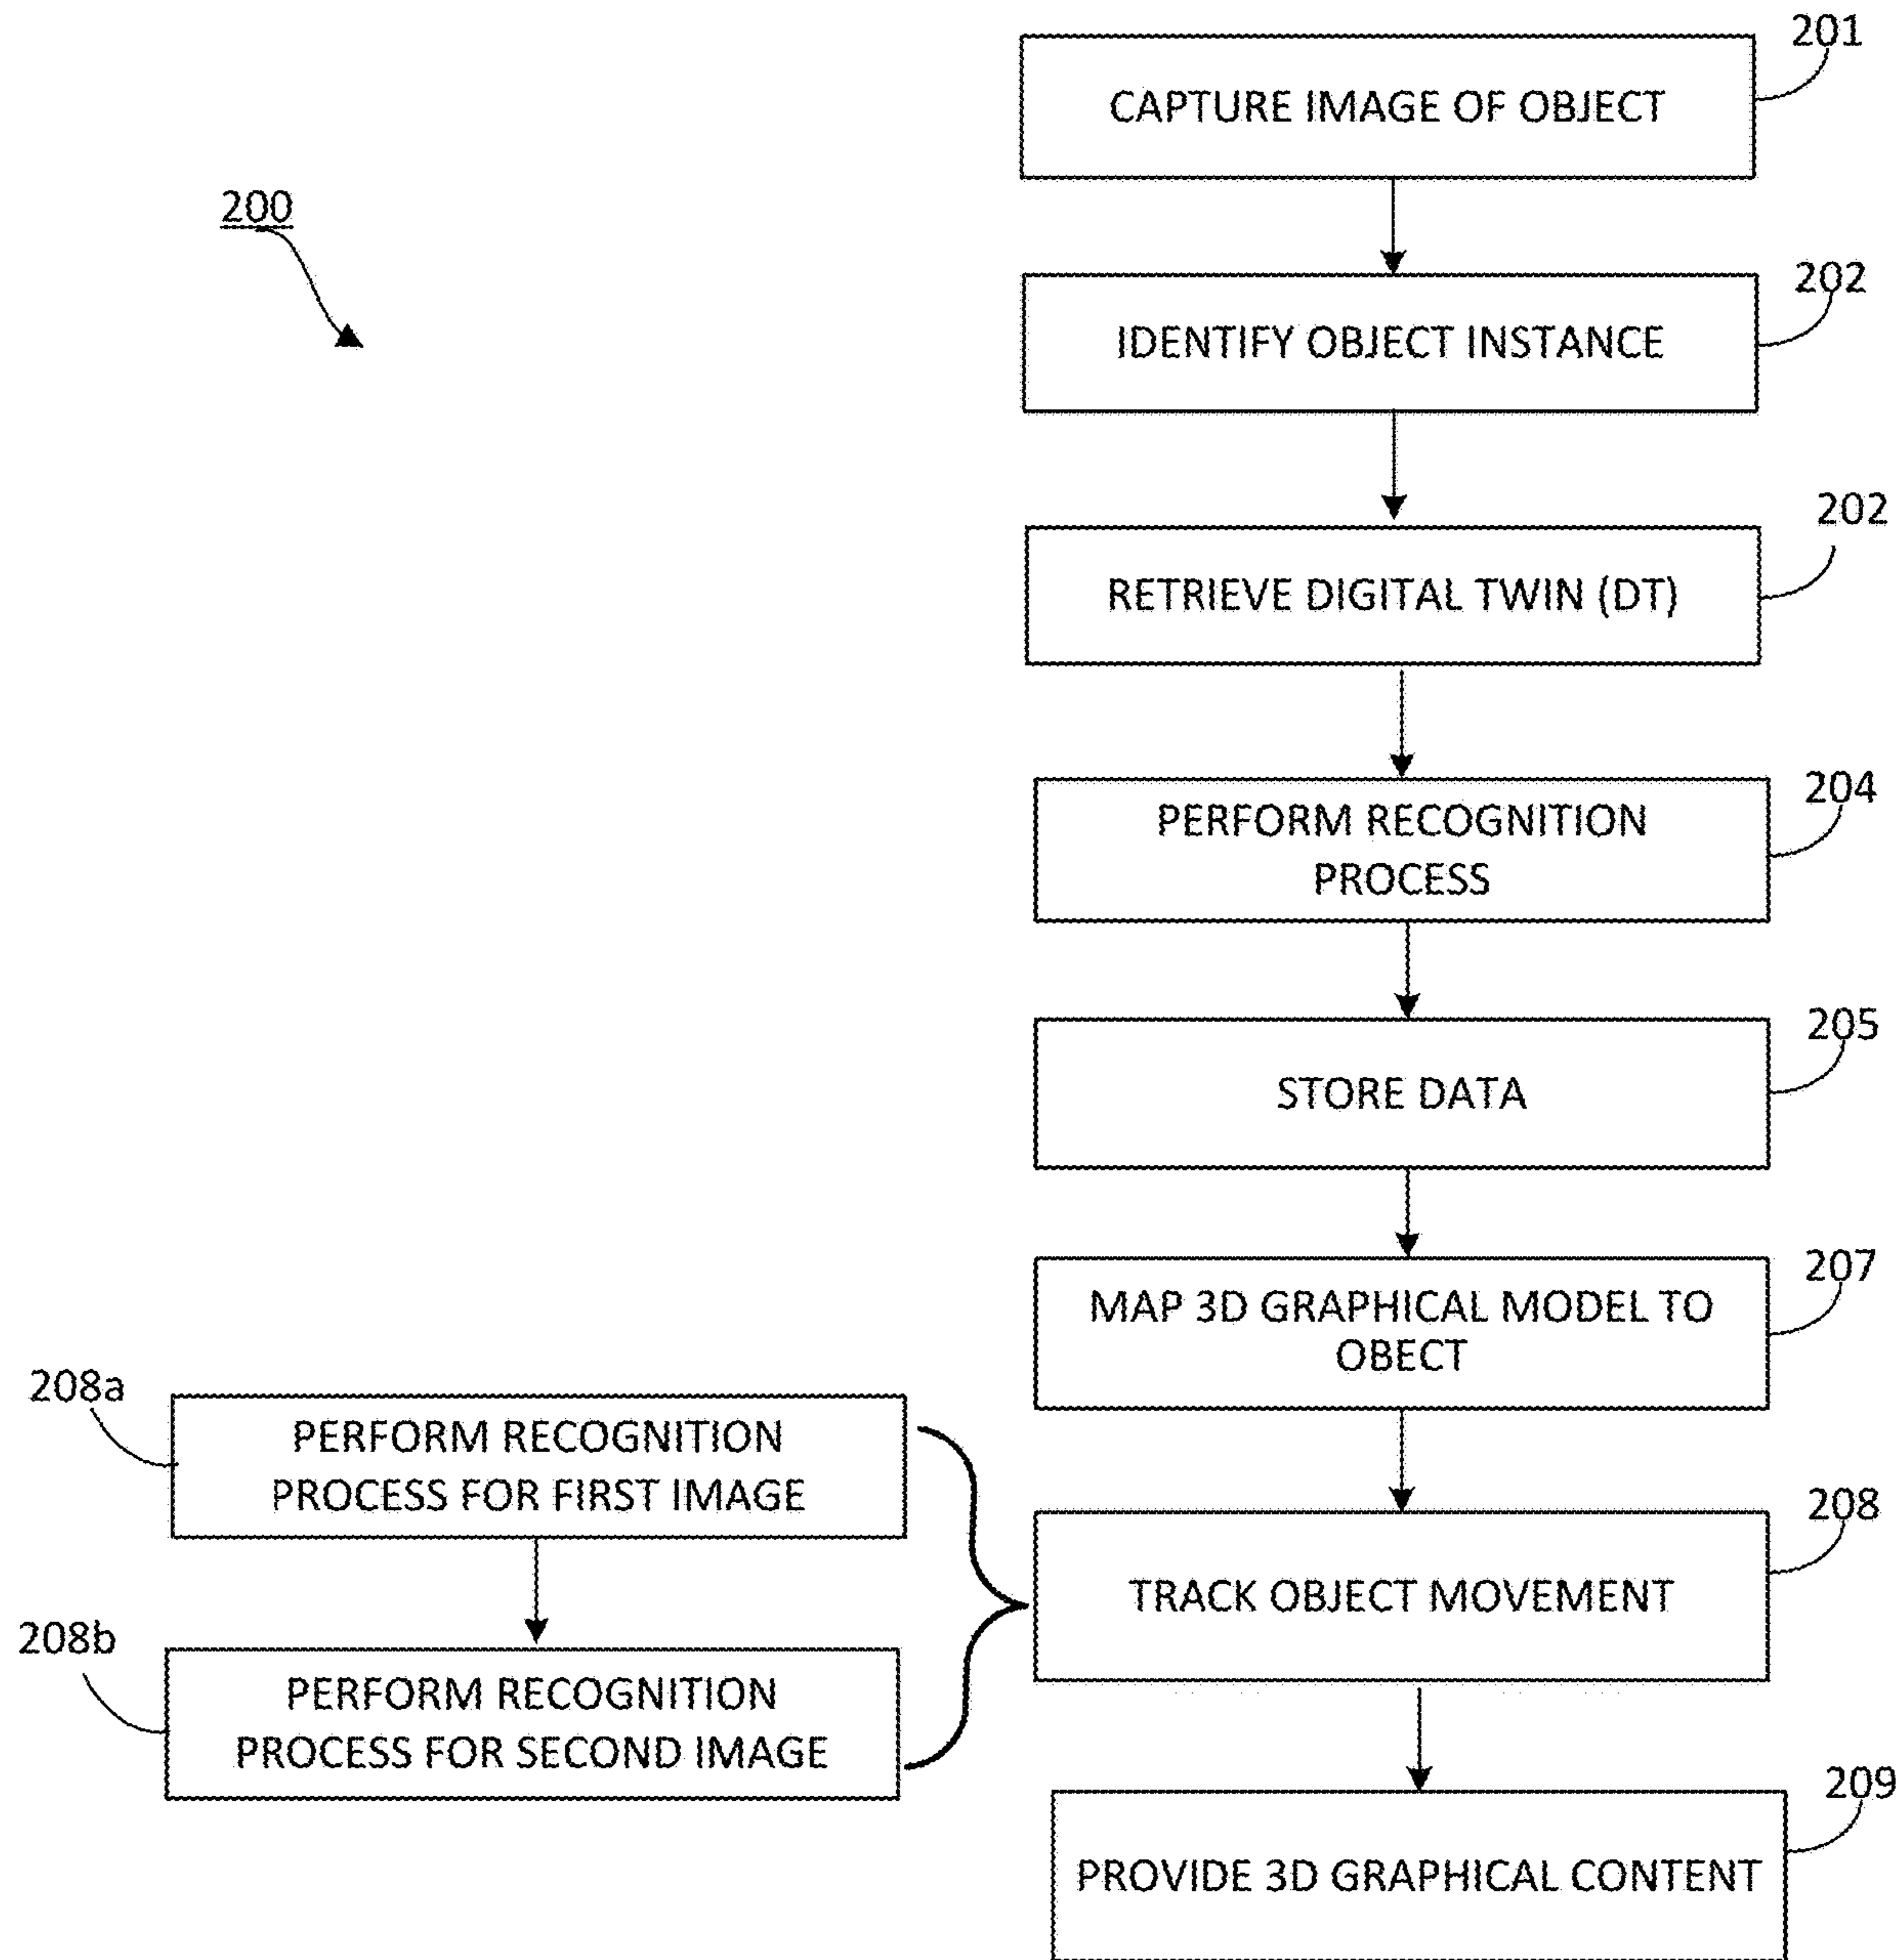 201
CAPTURE IMAGE OF OBJECT
200
202
IDENTIFY OBJECT INSTANCE
202
RETRIEVE DIGITAL TWIN (DT)
204
PERFORM RECOGNITION
PROCESS
205
STORE DATA
207
MAP 3D GRAPHICAL MODEL TO
OBECT
208a
PERFORM RECOGNITION
PROCESS FOR FIRST IMAGE
208
TRACK OBJECT MOVEMENT
208b
PERFORM RECOGNITION
PROCESS FOR SECOND IMAGE
209
PROVIDE 3D GRAPHICAL CONTENT